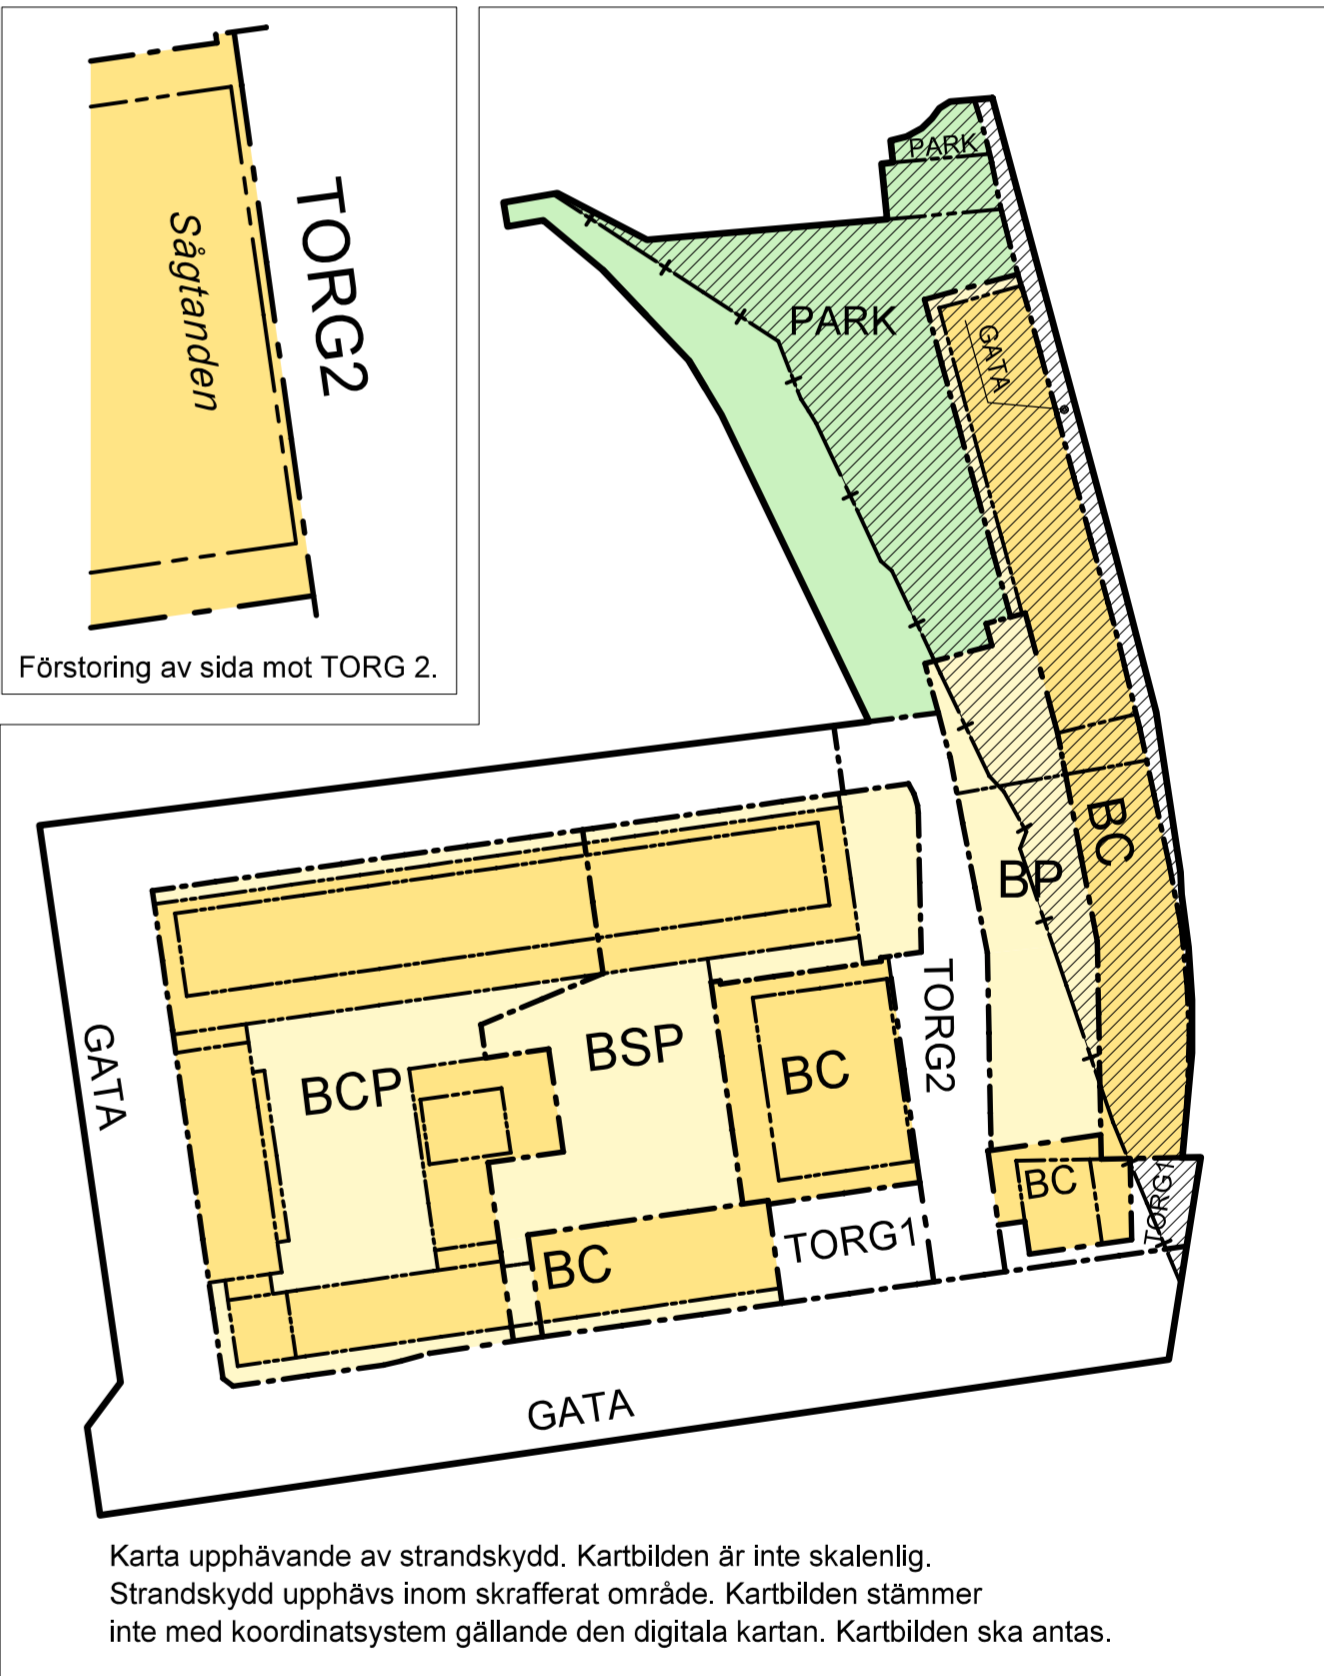 TORG2
Sågtanden
Förstoring av sida mot TORG 2.
PARK
PARK
GATA
BC
BP
TORG2
GATA
BSP
BCP
BC
BC
TORG1
TORG1
BC
GATA
Karta upphävande av strandskydd. Kartbilden är inte skalenlig.
Strandskydd upphävs inom skrafferat område. Kartbilden stämmer
inte med koordinatsystem gällande den digitala kartan. Kartbilden ska antas.